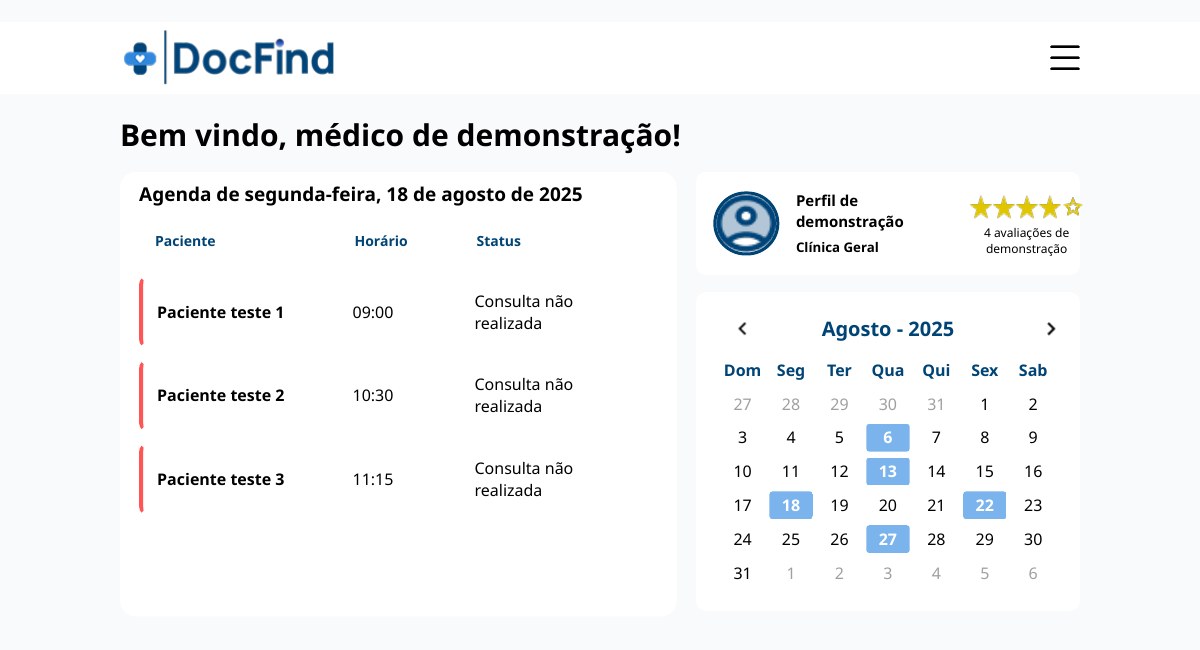 DocFind
Bem vindo, médico de demonstração!
Agenda de segunda-feira, 18 de agosto de 2025
Paciente Horário Status
Paciente teste 1 09:00 Consulta não
realizada
Paciente teste 2 10:30 Consulta não
realizada
Paciente teste 3 11:15 Consulta não
realizada
Perfil de
demonstração
Clínica Geral
4 avaliações de
demonstração
Agosto - 2025
Dom Seg Ter Qua Qui Sex Sab
27 28 29 30 31 1 2
3 4 5 6 7 8 9
10 11 12 13 14 15 16
17 18 19 20 21 22 23
24 25 26 27 28 29 30
31 1 2 3 4 5 6